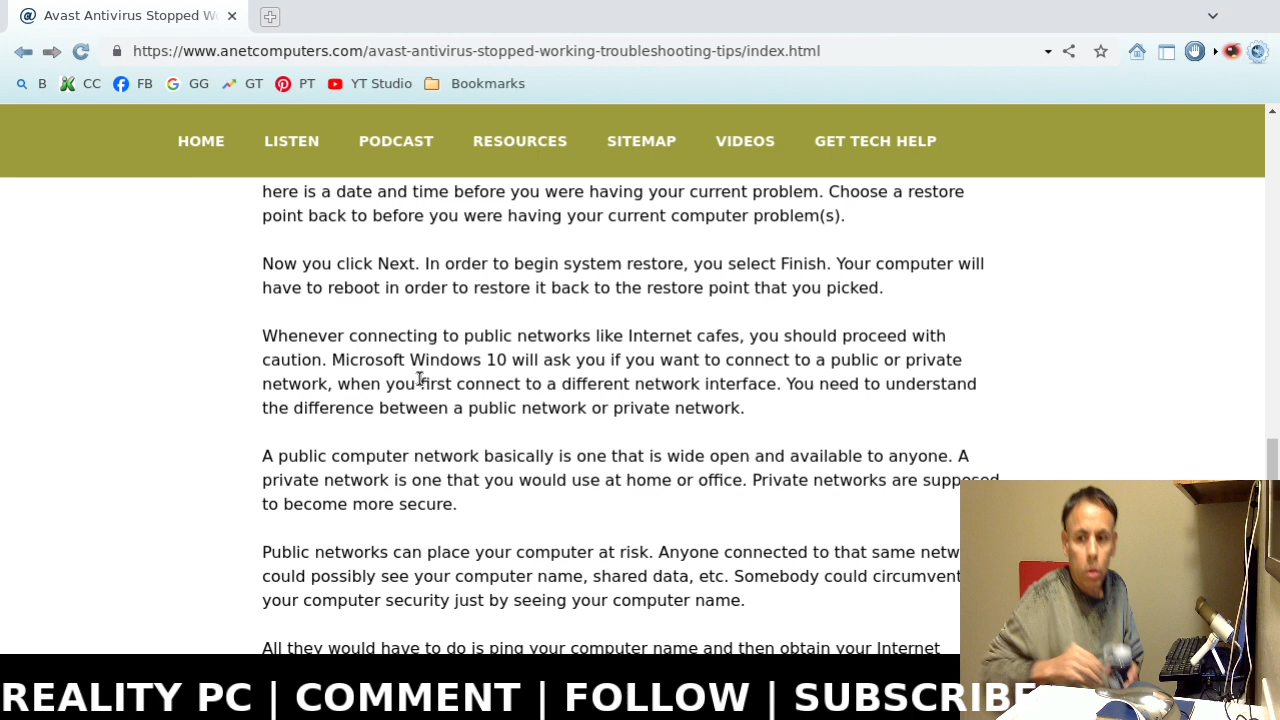 Avast Antivirus Stopped Wo
https://www.anetcomputers.com/avast-antivirus-stopped-working-troubleshooting-tips/index.html
B CC FB GG GT PT YT Studio Bookmarks
HOME LISTEN PODCAST RESOURCES SITEMAP VIDEOS GET TECH HELP
here is a date and time before you were having your current problem. Choose a restore
point back to before you were having your current computer problem(s).
Now you click Next. In order to begin system restore, you select Finish. Your computer will
have to reboot in order to restore it back to the restore point that you picked.
Whenever connecting to public networks like Internet cafes, you should proceed with
caution. Microsoft Windows 10 will ask you if you want to connect to a public or private
network, when you first connect to a different network interface. You need to understand
the difference between a public network or private network.
A public computer network basically is one that is wide open and available to anyone. A
private network is one that you would use at home or office. Private networks are supposed
to become more secure.
Public networks can place your computer at risk. Anyone connected to that same netw
could possibly see your computer name, shared data, etc. Somebody could circumvent
your computer security just by seeing your computer name.
All they would have to do is ping your computer name and then obtain your Internet
REALITY PC | COMMENT | FOLLOW | SUBSCRIBE